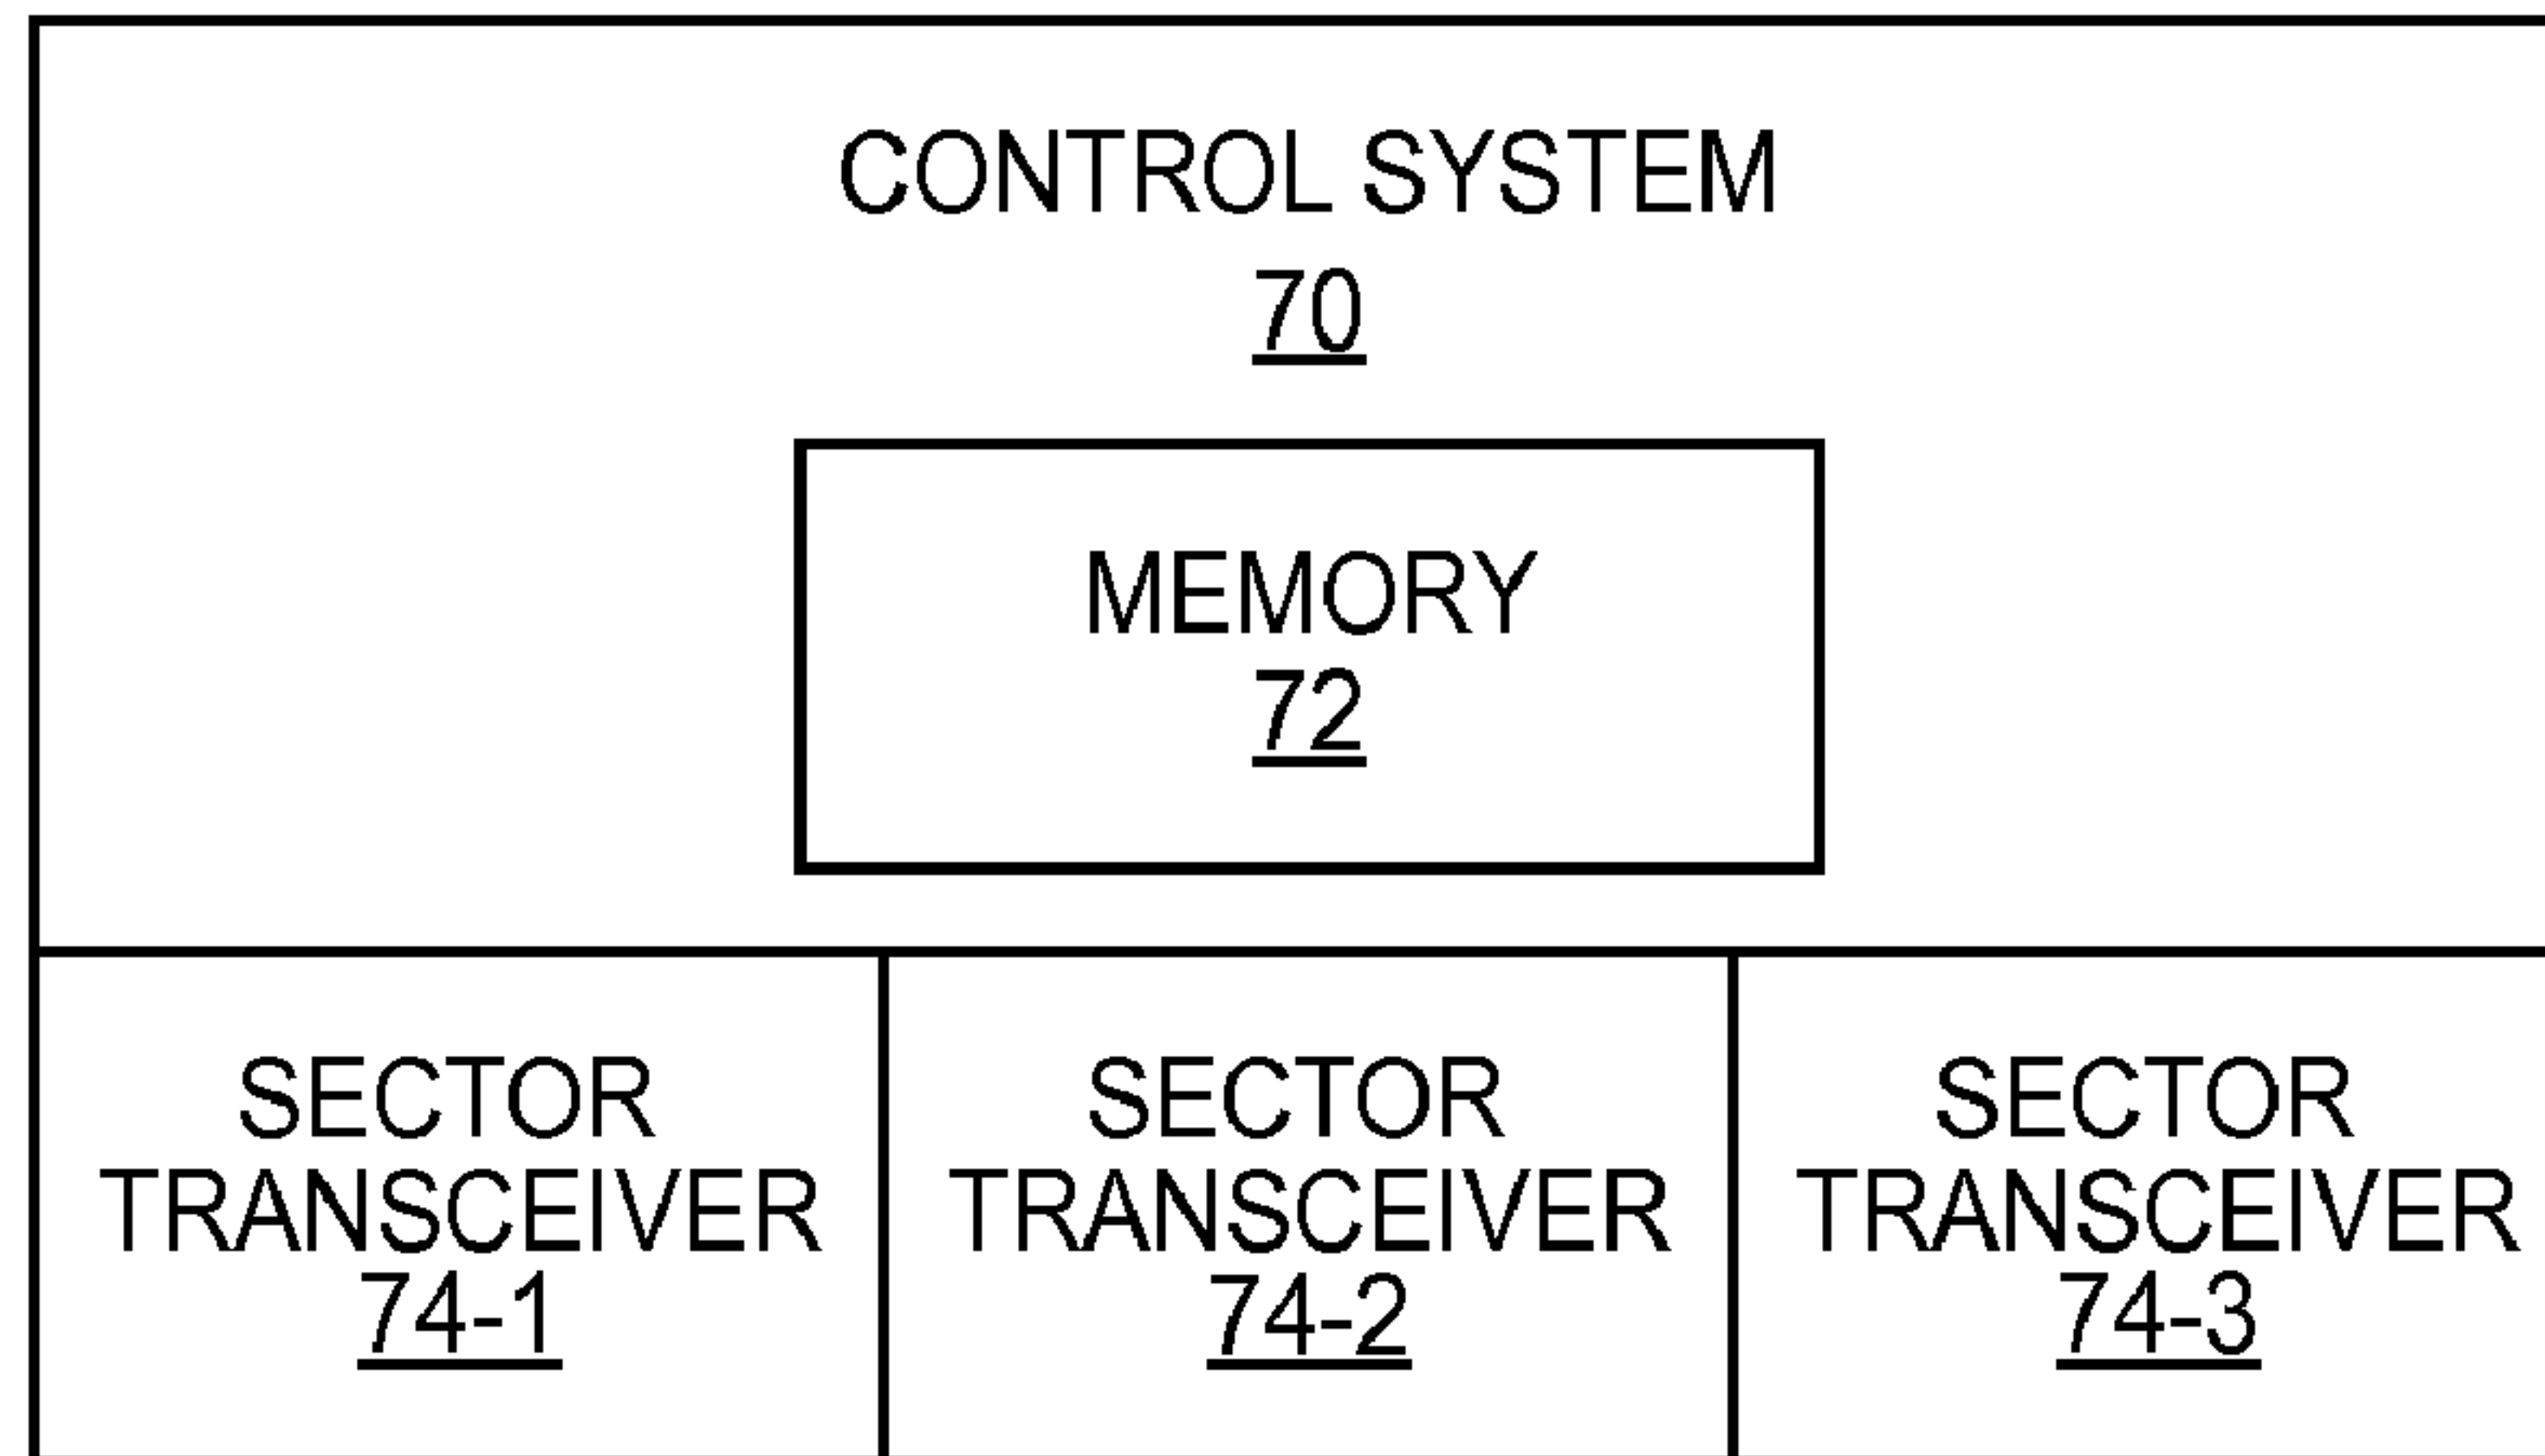 CONTROL SYSTEM
70
MEMORY
72
SECTOR
TRANSCEIVER
74-1
SECTOR
TRANSCEIVER
74-2
SECTOR
TRANSCEIVER
74-3